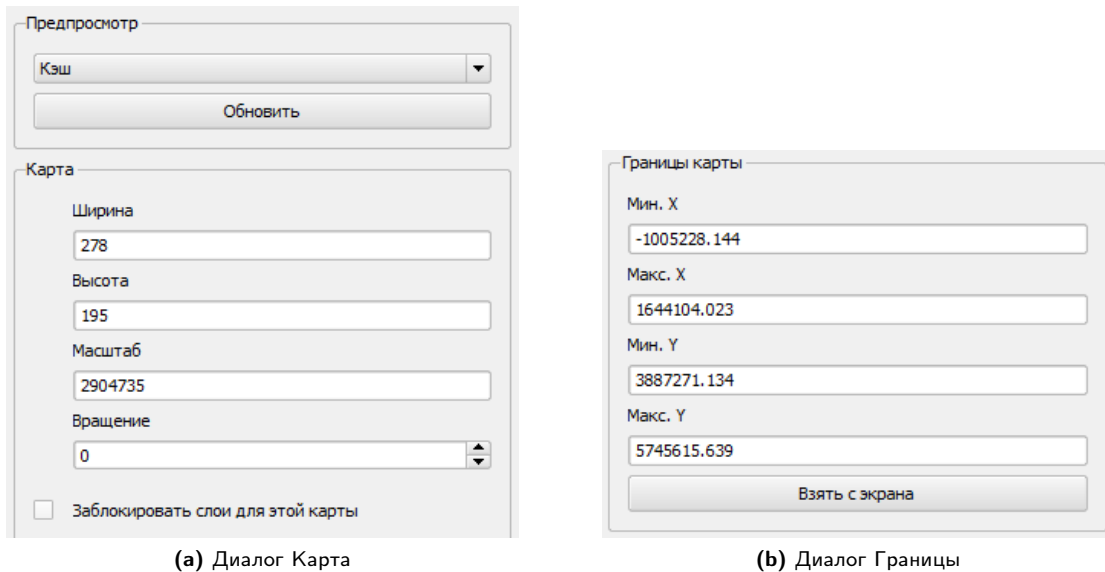 Предпросмотр
Кэш
Обновить
Карта
Ширина
278
Высота
195
Масштаб
2904735
Вращение
0
Заблокировать слои для этой карты
(a) Диалог Карта
Границы карты
Мин. X
-1005228.144
Макс. X
1644104.023
Мин. Y
3887271.134
Макс. Y
5745615.639
Взять с экрана
(b) Диалог Границы